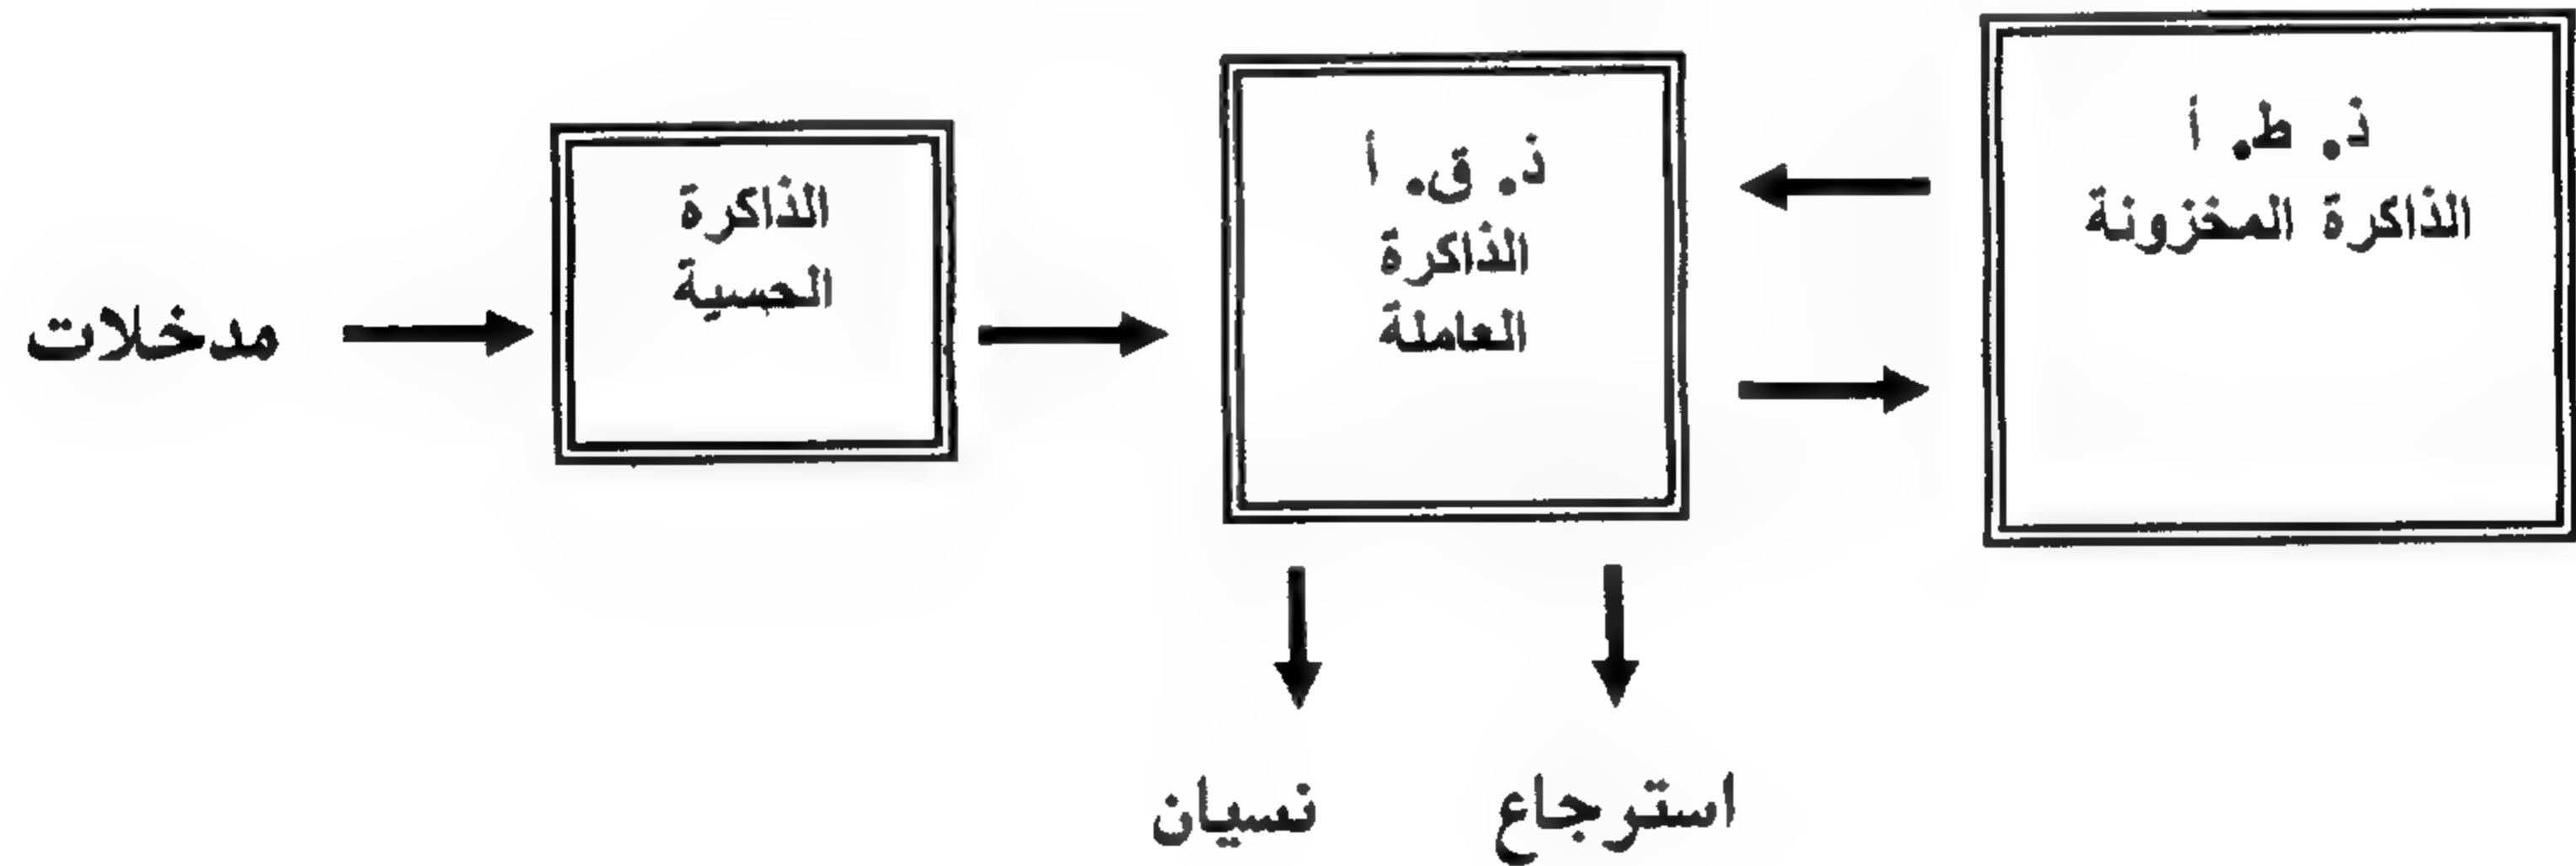 مدخلات
الذاكرة
الحسية
ذ. ق. أ
الذاكرة
العاملة
ذ. ط. أ
الذاكرة المخزونة
نسيان
استرجاع